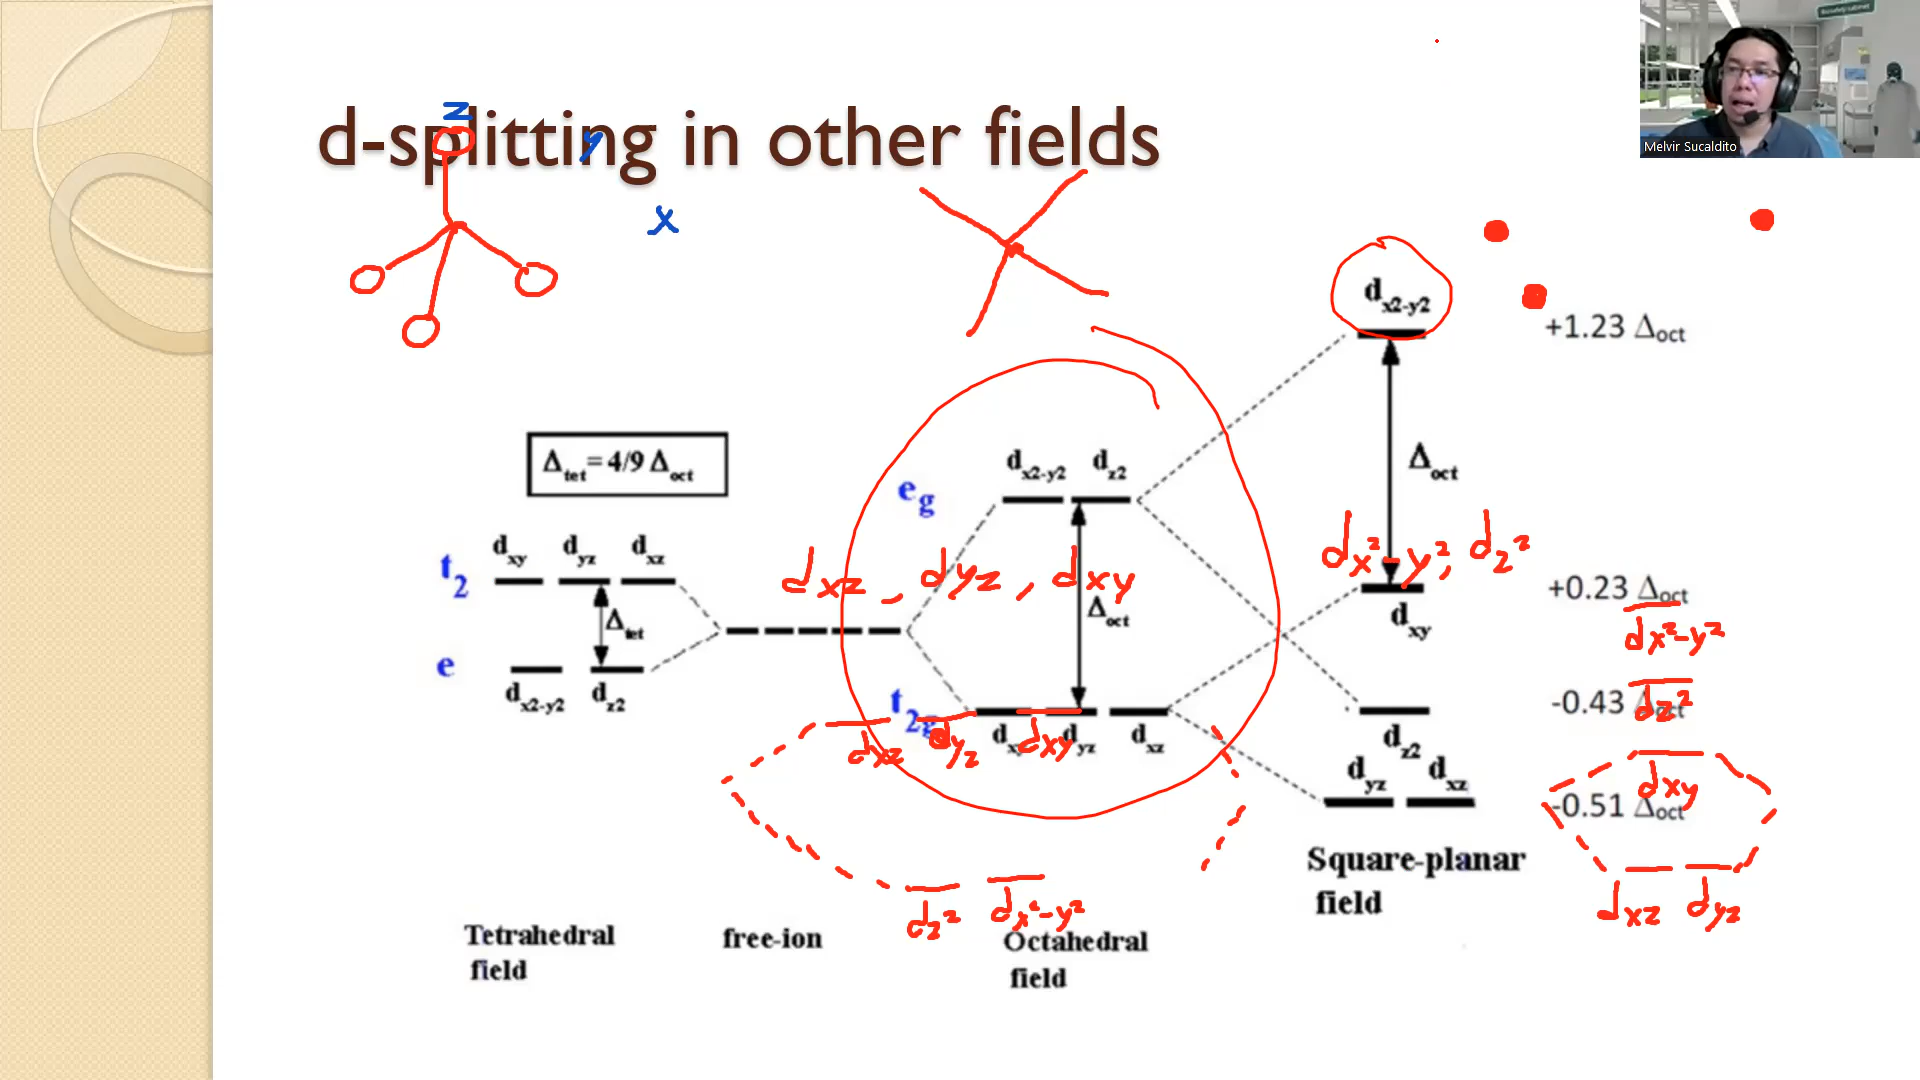 Biosafety cabinet
Melvir Sucaldito
d-splitting in other fields
z
y
x
dx2-y2
+1.23 Δoct
Δtet = 4/9 Δoct
eg
dx2-y2 dz2
Δoct
t2
dxy dyz dxz
Δtet
e
dx2-y2 dz2
dxz, dyz, dxy
Δoct
dx²-y², dz²
dxy
+0.23 Δoct
dx²-y²
t2g
dyz dxz
dxz dyz dxy
dz2
-0.43 Δoct
dz²
dyz dxz
dxy
-0.51 Δoct
dz² dx²-y²
dxz dyz
Square-planar
field
Tetrahedral
field
free-ion
Octahedral
field